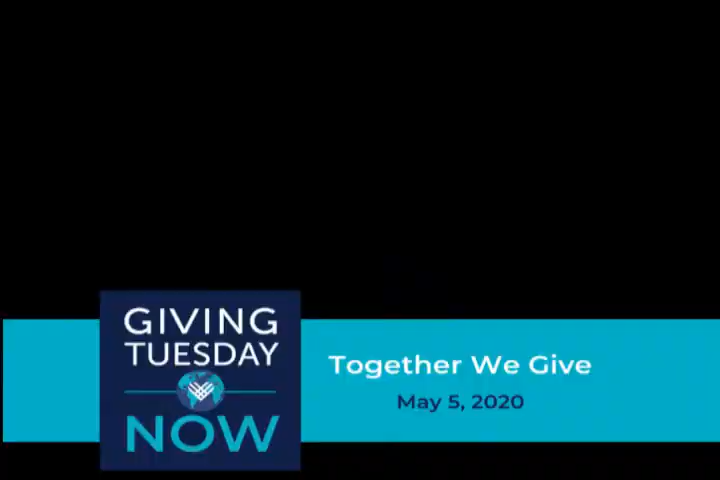 GIVING
TUESDAY
NOW
Together We Give
May 5, 2020